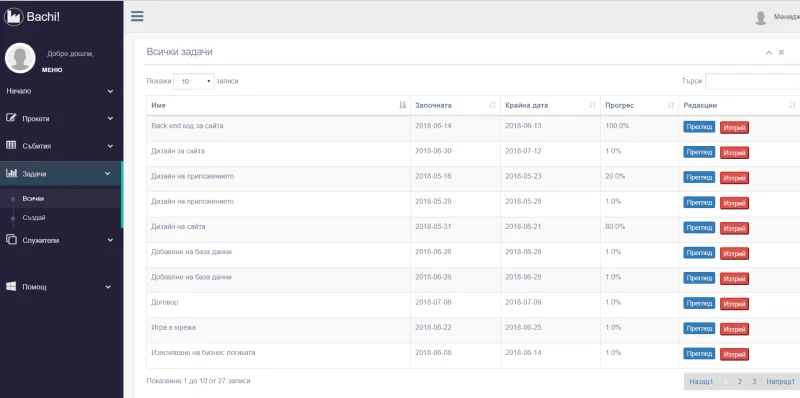 Bachi!
Мениджъ
Добре дошли,
МЕНЮ
Начало
Прокети
Събития
Задачи
Всички
Създай
Служители
Помощ
Всички задачи
Покажи 10 записи
Търси
Име Започната Крайна дата Прогрес Редакции
Back end код за сайта 2018-06-14 2018-06-13 100.0% Преглед Изтрий
Дизайн за сайта 2018-06-30 2018-07-12 1.0% Преглед Изтрий
Дизайн на приложението 2018-05-16 2018-05-23 20.0% Преглед Изтрий
Дизайн на приложението 2018-05-28 2018-05-28 1.0% Преглед Изтрий
Дизайн на сайта 2018-05-31 2018-06-21 80.0% Преглед Изтрий
Добавяне на база данни 2018-06-26 2018-06-28 1.0% Преглед Изтрий
Добавяне на база данни 2018-06-26 2018-06-28 1.0% Преглед Изтрий
Договор 2018-07-06 2018-07-09 1.0% Преглед Изтрий
Игра в мрежа 2018-06-22 2018-06-25 1.0% Преглед Изтрий
Изясняване на бизнес логиката 2018-06-08 2018-06-14 1.0% Преглед Изтрий
Показване 1 до 10 от 27 записи
Назад1 1 2 3 Напред1